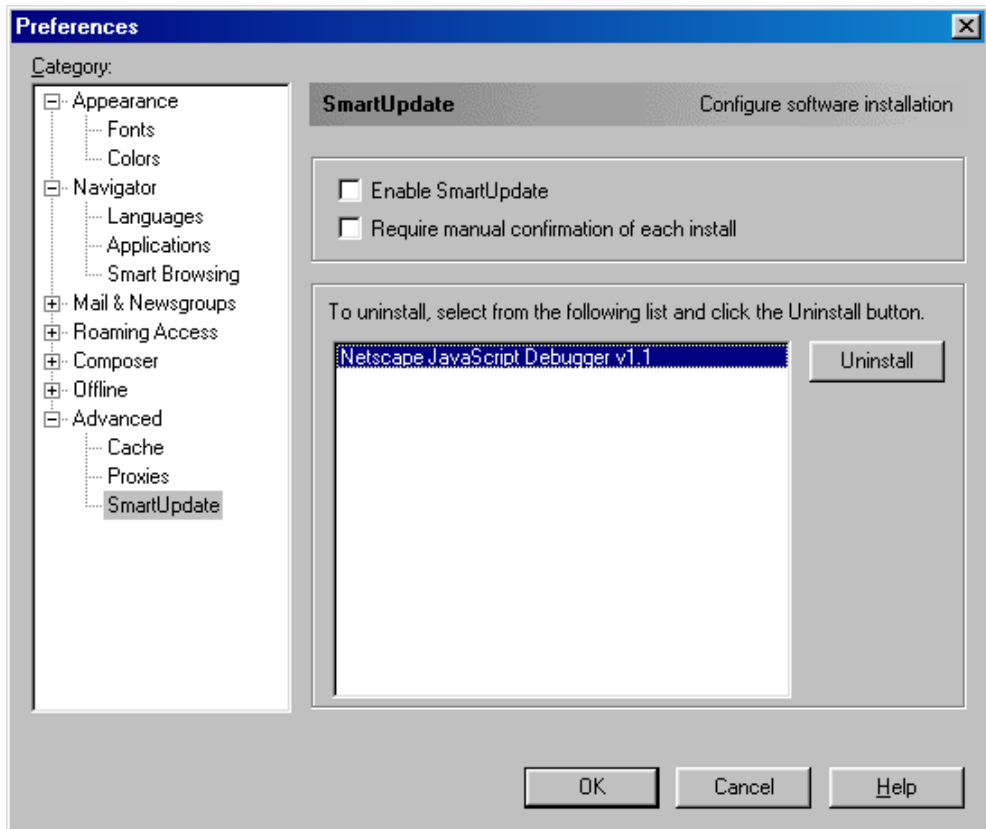 Preferences
Category:
Appearance
Fonts
Colors
Navigator
Languages
Applications
Smart Browsing
Mail & Newsgroups
Roaming Access
Composer
Offline
Advanced
Cache
Proxies
SmartUpdate
SmartUpdate Configure software installation
Enable SmartUpdate
Require manual confirmation of each install
To uninstall, select from the following list and click the Uninstall button.
Netscape JavaScript Debugger v1.1
Uninstall
OK Cancel Help